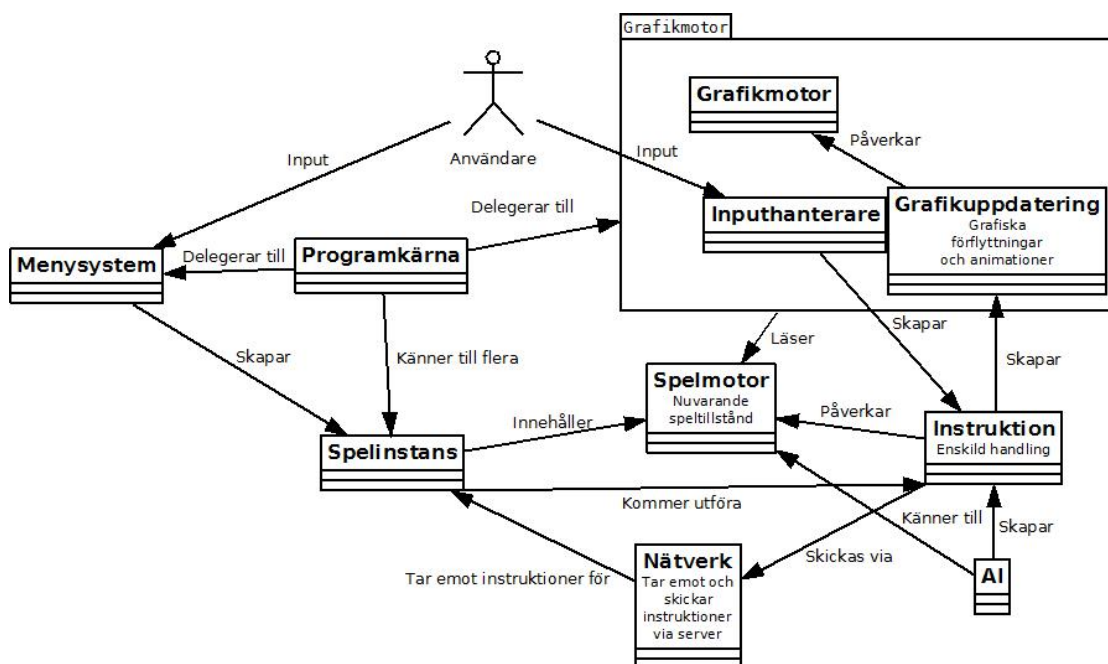 Grafikmotor
Grafikmotor
Påverkar
Användare
Input
Input
Inputhanterare
Grafikuppdatering
Grafiska
förflyttningar
och animationer
Delegerar till
Menysystem
Delegerar till
Programkärna
Skapar
Skapar
Läser
Skapar
Känner till flera
Spelmotor
Nuvarande
speltillstånd
Påverkar
Innehåller
Instruktion
Enskild handling
Spelinstans
Kommer utföra
Känner till
Skapar
Nätverk
Tar emot och
skickar
instruktioner
via server
Skickas via
Tar emot instruktioner för
AI